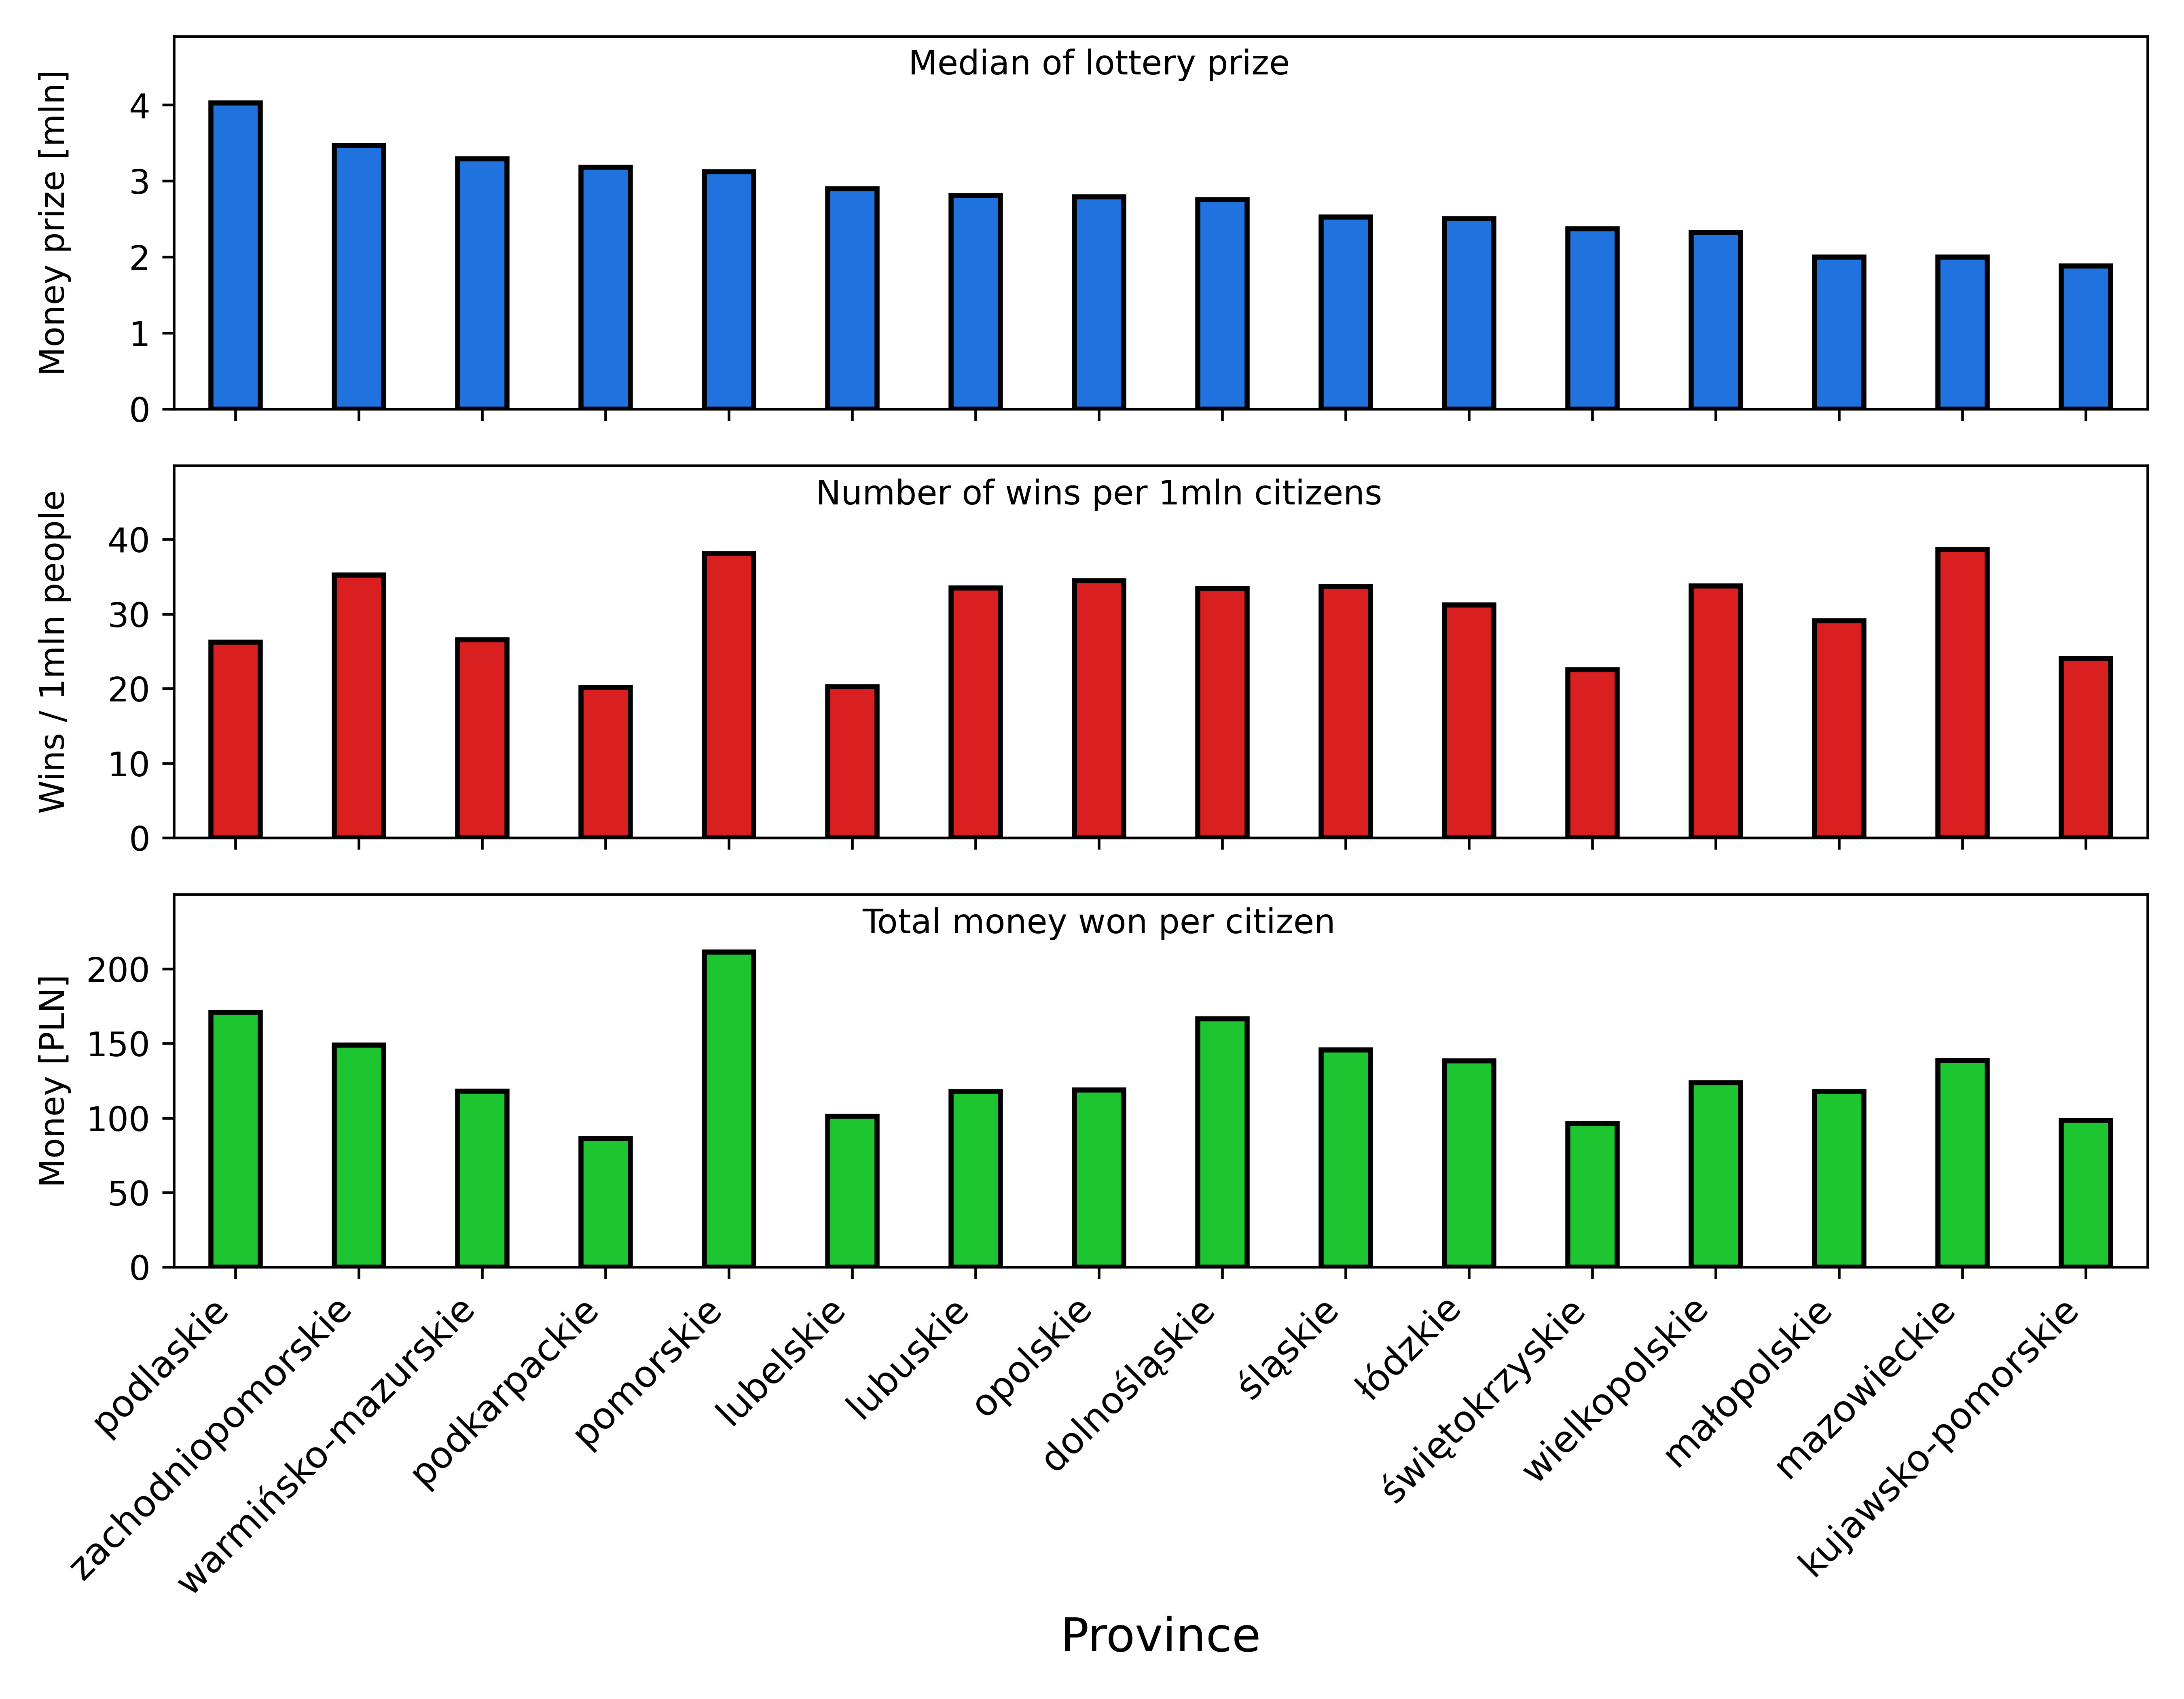 Median of lottery prize
Money prize [mln]
4
3
2
1
0
Number of wins per 1mln citizens
Wins / 1mln people
40
30
20
10
0
Total money won per citizen
Money [PLN]
200
150
100
50
0
podlaskie
zachodniopomorskie
warmińsko-mazurskie
podkarpackie
pomorskie
lubelskie
lubuskie
opolskie
dolnośląskie
śląskie
łódzkie
świętokrzyskie
wielkopolskie
małopolskie
mazowieckie
kujawsko-pomorskie
Province